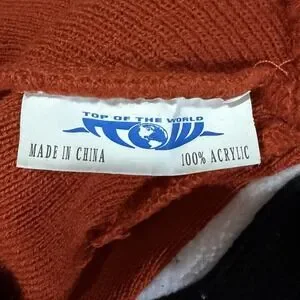 TOP OF THE WORLD
TOW
MADE IN CHINA 100% ACRYLIC